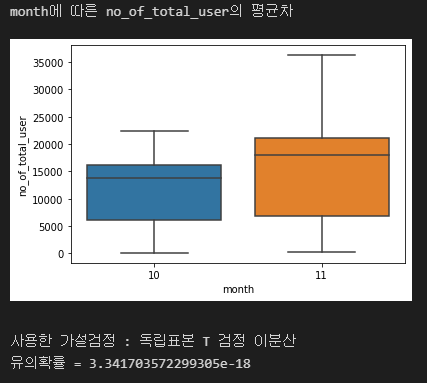 month에 따른 no_of_total_user의 평균차
35000
30000
25000
20000
15000
10000
5000
0
no_of_total_user
10
11
month
사용한 가설검정 : 독립표본 T 검정 이분산
유의확률 = 3.341703572299305e-18